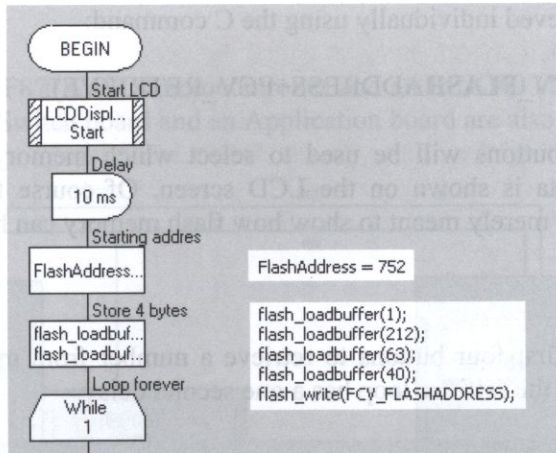 BEGIN
Start LCD
LCDDispl...
Start
Delay
10 ms
Starting addres
FlashAddress...
FlashAddress = 752
Store 4 bytes
flash_loadbuf...
flash_loadbuf...
flash_loadbuffer(1);
flash_loadbuffer(212);
flash_loadbuffer(63);
flash_loadbuffer(40);
flash_write(FCV_FLASHADDRESS);
Loop forever
While
1